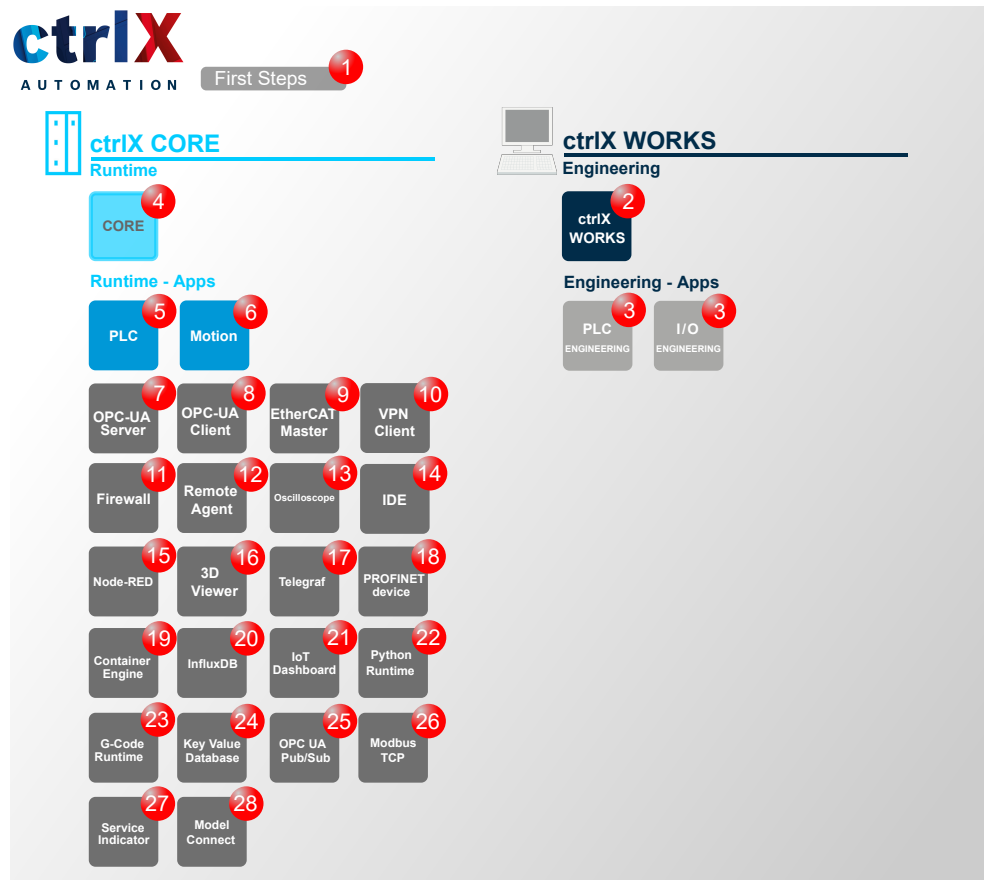 ctrlX
AUTOMATION
First Steps
1
ctrlX CORE
Runtime
4
CORE
Runtime - Apps
5
PLC
6
Motion
7
OPC-UA
Server
8
OPC-UA
Client
9
EtherCAT
Master
10
VPN
Client
11
Firewall
12
Remote
Agent
13
Oscilloscope
14
IDE
15
Node-RED
16
3D
Viewer
17
Telegraf
18
PROFINET
device
19
Container
Engine
20
InfluxDB
21
IoT
Dashboard
22
Python
Runtime
23
G-Code
Runtime
24
Key Value
Database
25
OPC UA
Pub/Sub
26
Modbus
TCP
27
Service
Indicator
28
Model
Connect
ctrlX WORKS
Engineering
2
ctrlX
WORKS
Engineering - Apps
3
PLC
ENGINEERING
3
I/O
ENGINEERING